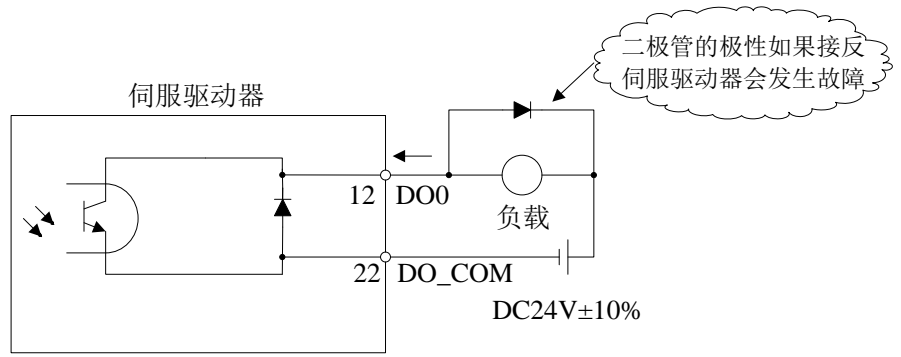 二极管的极性如果接反
伺服驱动器会发生故障
伺服驱动器
12 DO0
负载
22 DO_COM
DC24V±10%